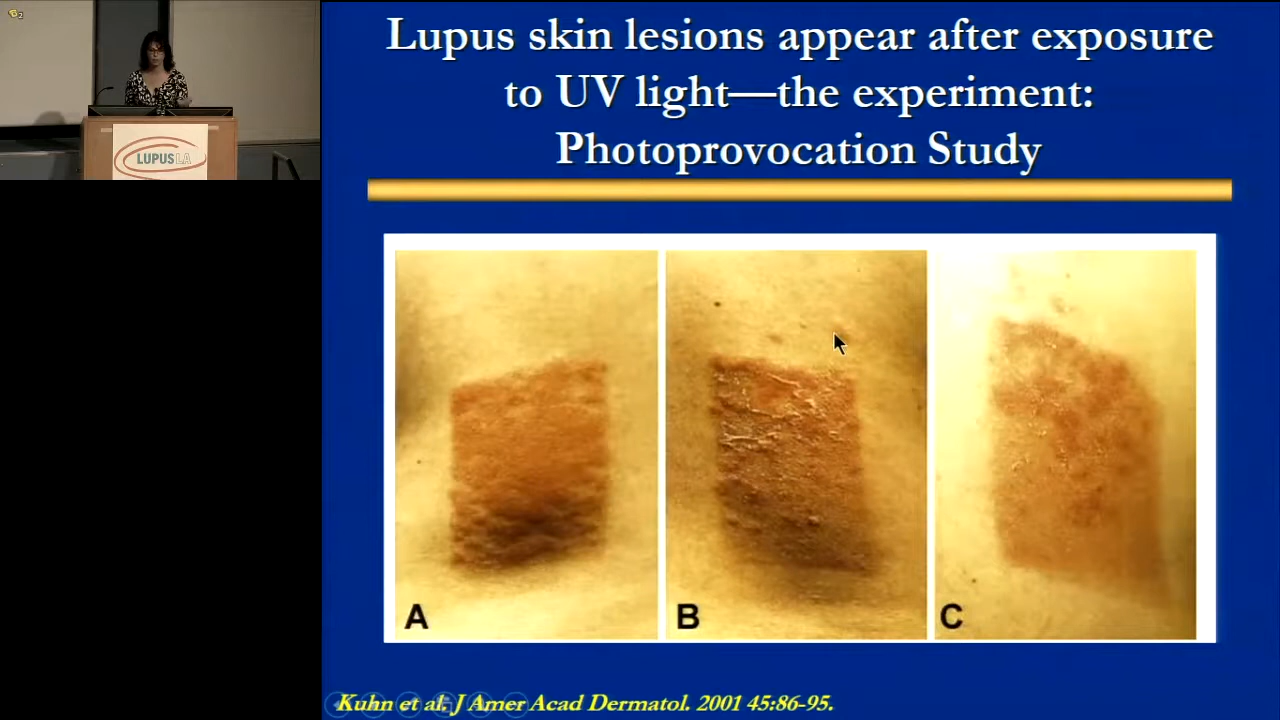 Lupus skin lesions appear after exposure
to UV light—the experiment:
Photoprovocation Study
LUPUS LA
A
B
C
Kuhn et al. J Amer Acad Dermatol. 2001 45:86-95.